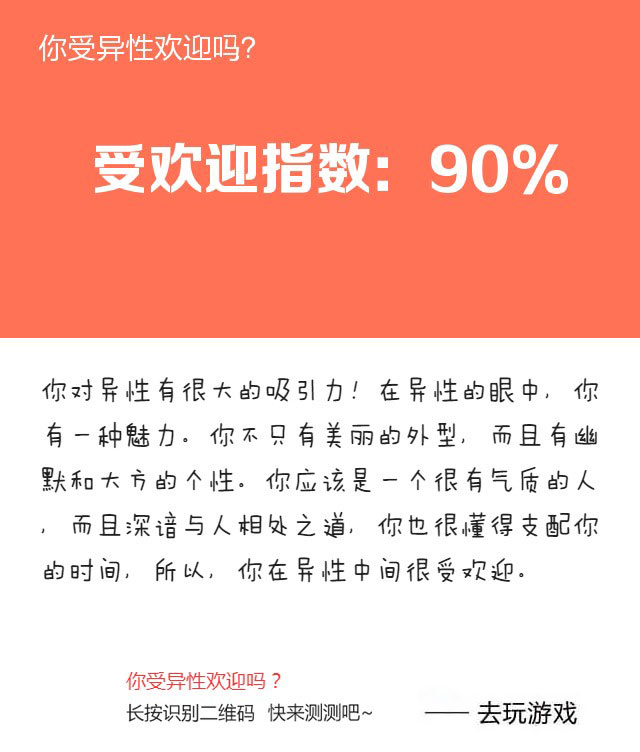 你受异性欢迎吗?
受欢迎指数: 90%
你对异性有很大的吸引力! 在异性的眼中, 你
有一种魅力。你不只有美丽的外型, 而且有幽
默和大方的个性。你应该是一个很有气质的人
, 而且深谙与人相处之道, 你也很懂得支配你
的时间, 所以, 你在异性中间很受欢迎。
你受异性欢迎吗?
长按识别二维码 快来测测吧~
—— 去玩游戏